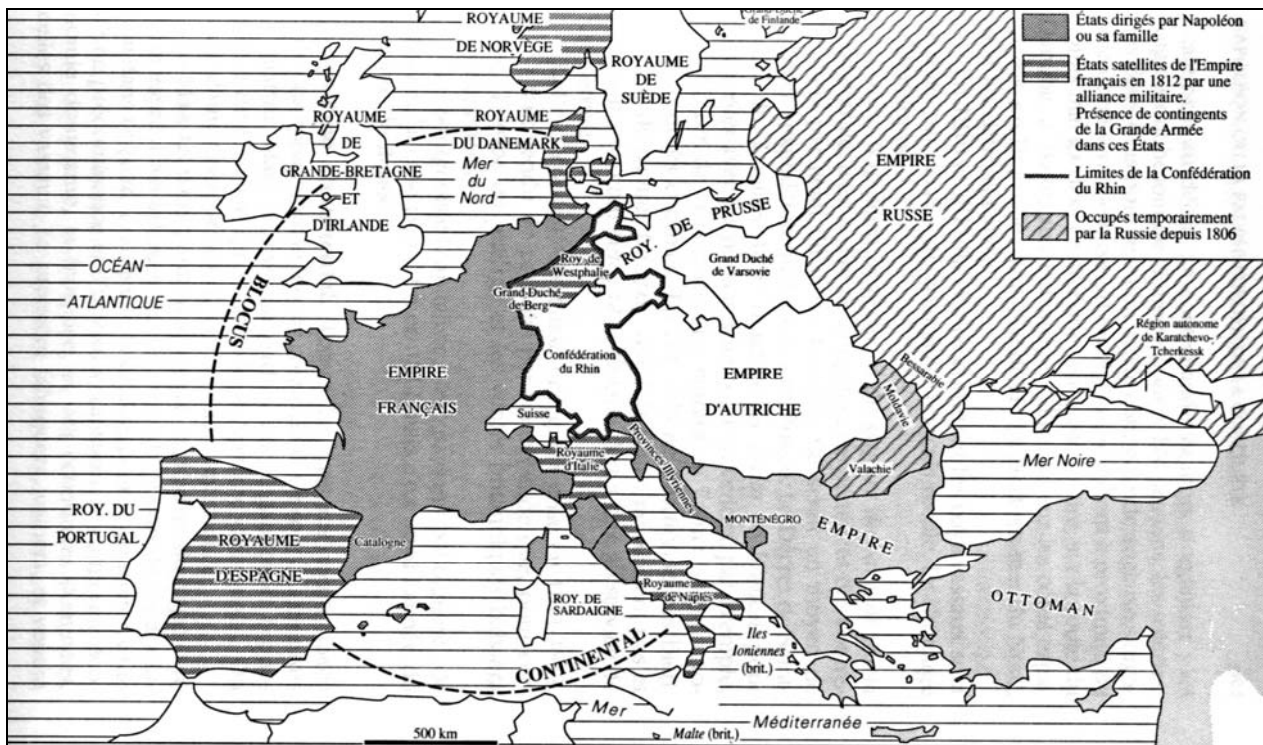 ROYAUME
DE NORVÈGE
Grand-Duché
de Finlande
ROYAUME
DE
SUÈDE
ROYAUME
DE
GRANDE-BRETAGNE
ET
D'IRLANDE
ROYAUME
DU DANEMARK
Mer
du
Nord
EMPIRE
RUSSE
ROY. DE PRUSSE
Grand Duché
de Varsovie
Roy. de
Westphalie
Grand-Duché
de Berg
OCÉAN
ATLANTIQUE
BLOCUS
Confédération
du Rhin
EMPIRE
FRANÇAIS
EMPIRE
D'AUTRICHE
Suisse
Royaume
d'Italie
Provinces Illyriennes
Bessarabie
Moldavie
Valachie
Région autonome
de Karatchevo-
Tcherkessk
Mer Noire
ROY. DU
PORTUGAL
ROYAUME
D'ESPAGNE
Catalogne
MONTÉNÉGRO
EMPIRE
OTTOMAN
Royaume
de Naples
ROY. DE
SARDAIGNE
CONTINENTAL
Iles
Ioniennes
(brit.)
Mer
Méditerranée
Malte (brit.)
500 km
États dirigés par Napoléon
ou sa famille
États satellites de l'Empire
français en 1812 par une
alliance militaire.
Présence de contingents
de la Grande Armée
dans ces États
Limites de la Confédération
du Rhin
Occupés temporairement
par la Russie depuis 1806